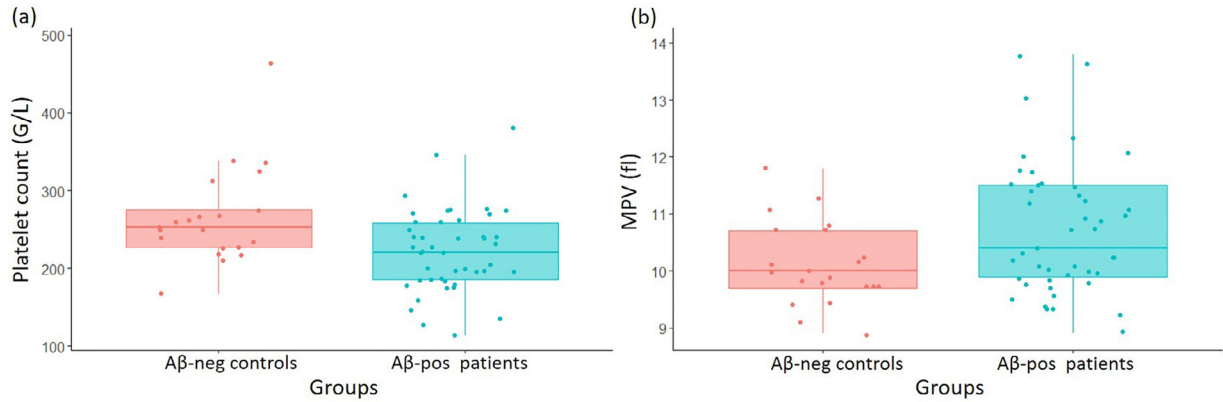 (a)
Platelet count (G/L)
500
400
300
200
100
Aβ-neg controls
Aβ-pos patients
Groups
(b)
MPV (fl)
14
13
12
11
10
9
Aβ-neg controls
Aβ-pos patients
Groups